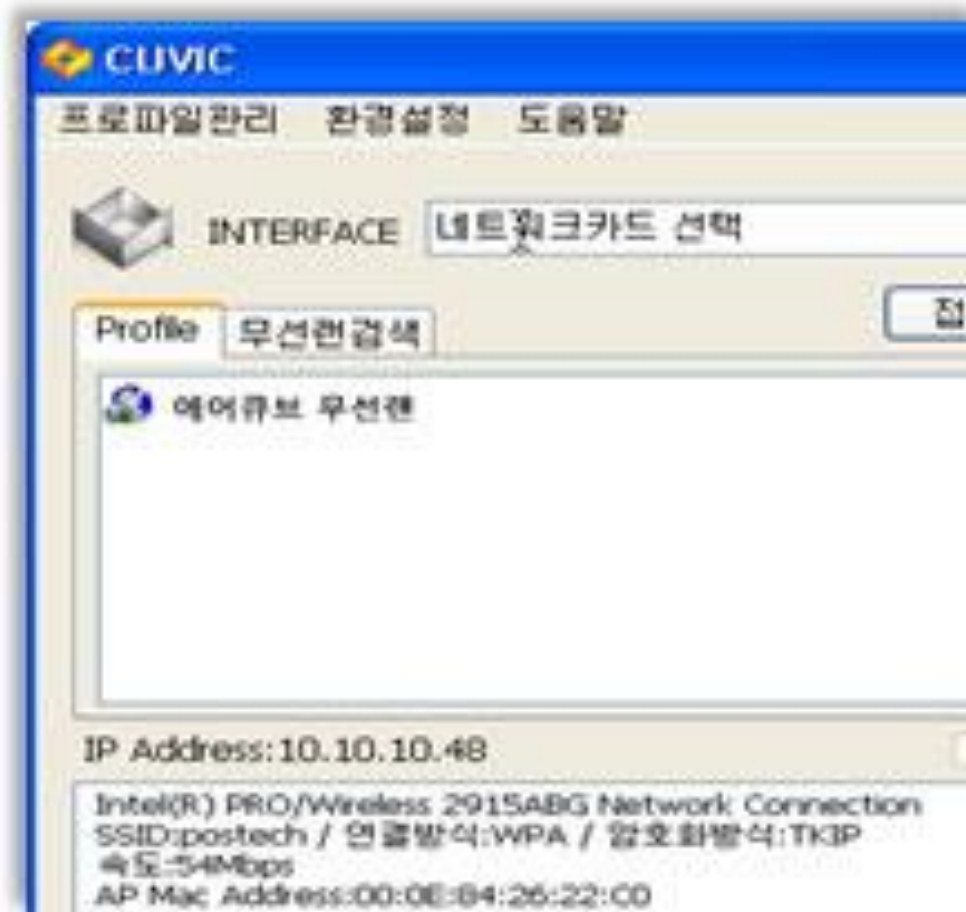 CUVIC
프로파일관리 환경설정 도움말
INTERFACE 네트워크카드 선택
접
Profile 무선랜검색
에어큐브 무선랜
IP Address:10.10.10.48
Intel(R) PRO/Wireless 2915ABG Network Connection
SSID:postech / 연결방식:WPA / 암호화방식:TKIP
속도:54Mbps
AP Mac Address:00:0E:84:26:22:C0